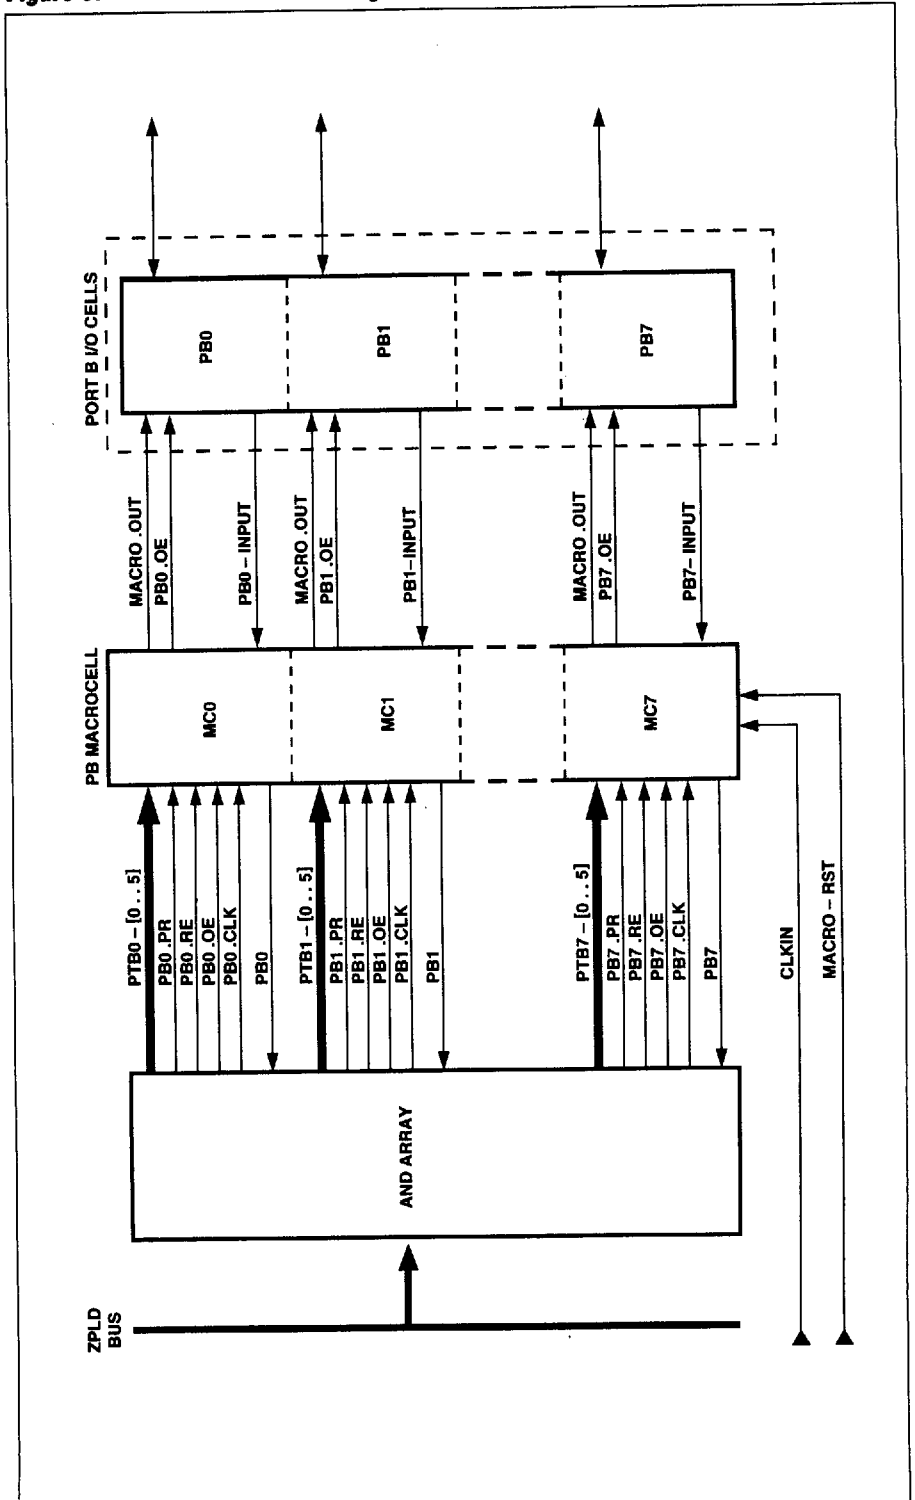 PORT B I/O CELLS
PB0
PB1
PB7
MACRO .OUT
PB0 .OE
PB0 – INPUT
MACRO .OUT
PB1 .OE
PB1–INPUT
MACRO .OUT
PB7 .OE
PB7– INPUT
PB MACROCELL
MC0
MC1
MC7
PTB0 – [0 . . 5]
PB0 .PR
PB0 .RE
PB0 .OE
PB0 .CLK
PB0
PTB1 – [0 . . 5]
PB1 .PR
PB1 .RE
PB1 .OE
PB1 .CLK
PB1
PTB7 – [0 . . 5]
PB7 .PR
PB7 .RE
PB7 .OE
PB7 .CLK
PB7
CLKIN
MACRO – RST
AND ARRAY
ZPLD
BUS